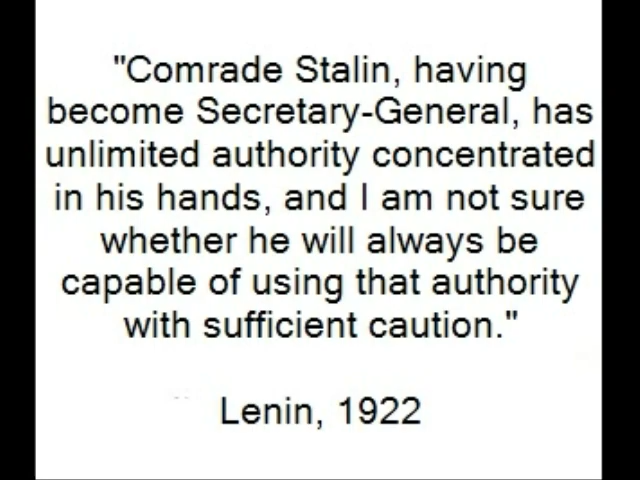 "Comrade Stalin, having
become Secretary-General, has
unlimited authority concentrated
in his hands, and I am not sure
whether he will always be
capable of using that authority
with sufficient caution."
Lenin, 1922